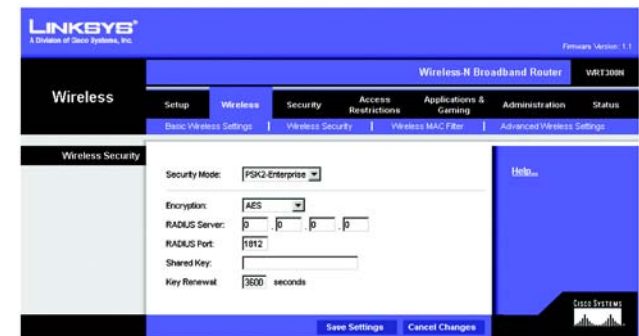 LINKSYS®
A Division of Cisco Systems, Inc.
Firmware Version: 1.1
Wireless-N Broadband Router WRT300N
Wireless
Setup Wireless Security Access Restrictions Applications & Gaming Administration Status
Basic Wireless Settings | Wireless Security | Wireless MAC Filter | Advanced Wireless Settings
Wireless Security
Security Mode: PSK2-Enterprise
Help...
Encryption: AES
RADIUS Server: 0 . 0 . 0 . 0
RADIUS Port: 1812
Shared Key:
Key Renewal: 3600 seconds
Save Settings Cancel Changes
CISCO SYSTEMS